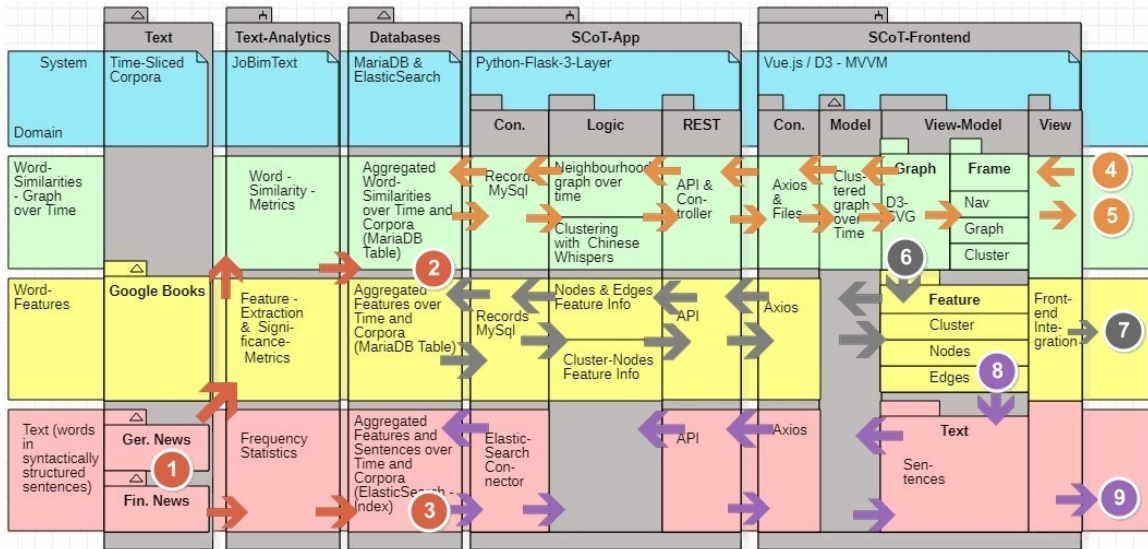 Text
Text-Analytics
Databases
SCoT-App
SCoT-Frontend
System
Domain
Time-Sliced
Corpora
JoBimText
MariaDB &
ElasticSearch
Python-Flask-3-Layer
Vue.js / D3 - MVVM
Con.
Logic
REST
Con.
Model
View-Model
View
Word-
Similarities
- Graph
over Time
Word -
Similarity -
Metrics
Aggregated
Word-
Similarities
over Time and
Corpora
(MariaDB
Table)
Records
MySql
Neighbourhood
graph over
time
Clustering
with Chinese
Whispers
API &
Controller
Axios
&
Files
Clus-
tered
graph
over
Time
Graph
D3-
SVG
Frame
Nav
Graph
Cluster
4
5
2
6
Word-
Features
Google Books
Feature -
Extraction
& Signi-
ficance-
Metrics
Aggregated
Features over
Time and
Corpora
(MariaDB Table)
Records
MySql
Nodes & Edges
Feature Info
Cluster-Nodes
Feature Info
API
Axios
Feature
Cluster
Nodes
Edges
Front-
end
Inte-
gration
7
8
Text (words
in
syntactically
structured
sentences)
Ger. News
1
Fin. News
Frequency
Statistics
Aggregated
Features and
Sentences over
Time and
Corpora
(ElasticSearch -
Index)
3
Elastic-
Search
Con-
nector
API
Axios
Text
Sen-
tences
9